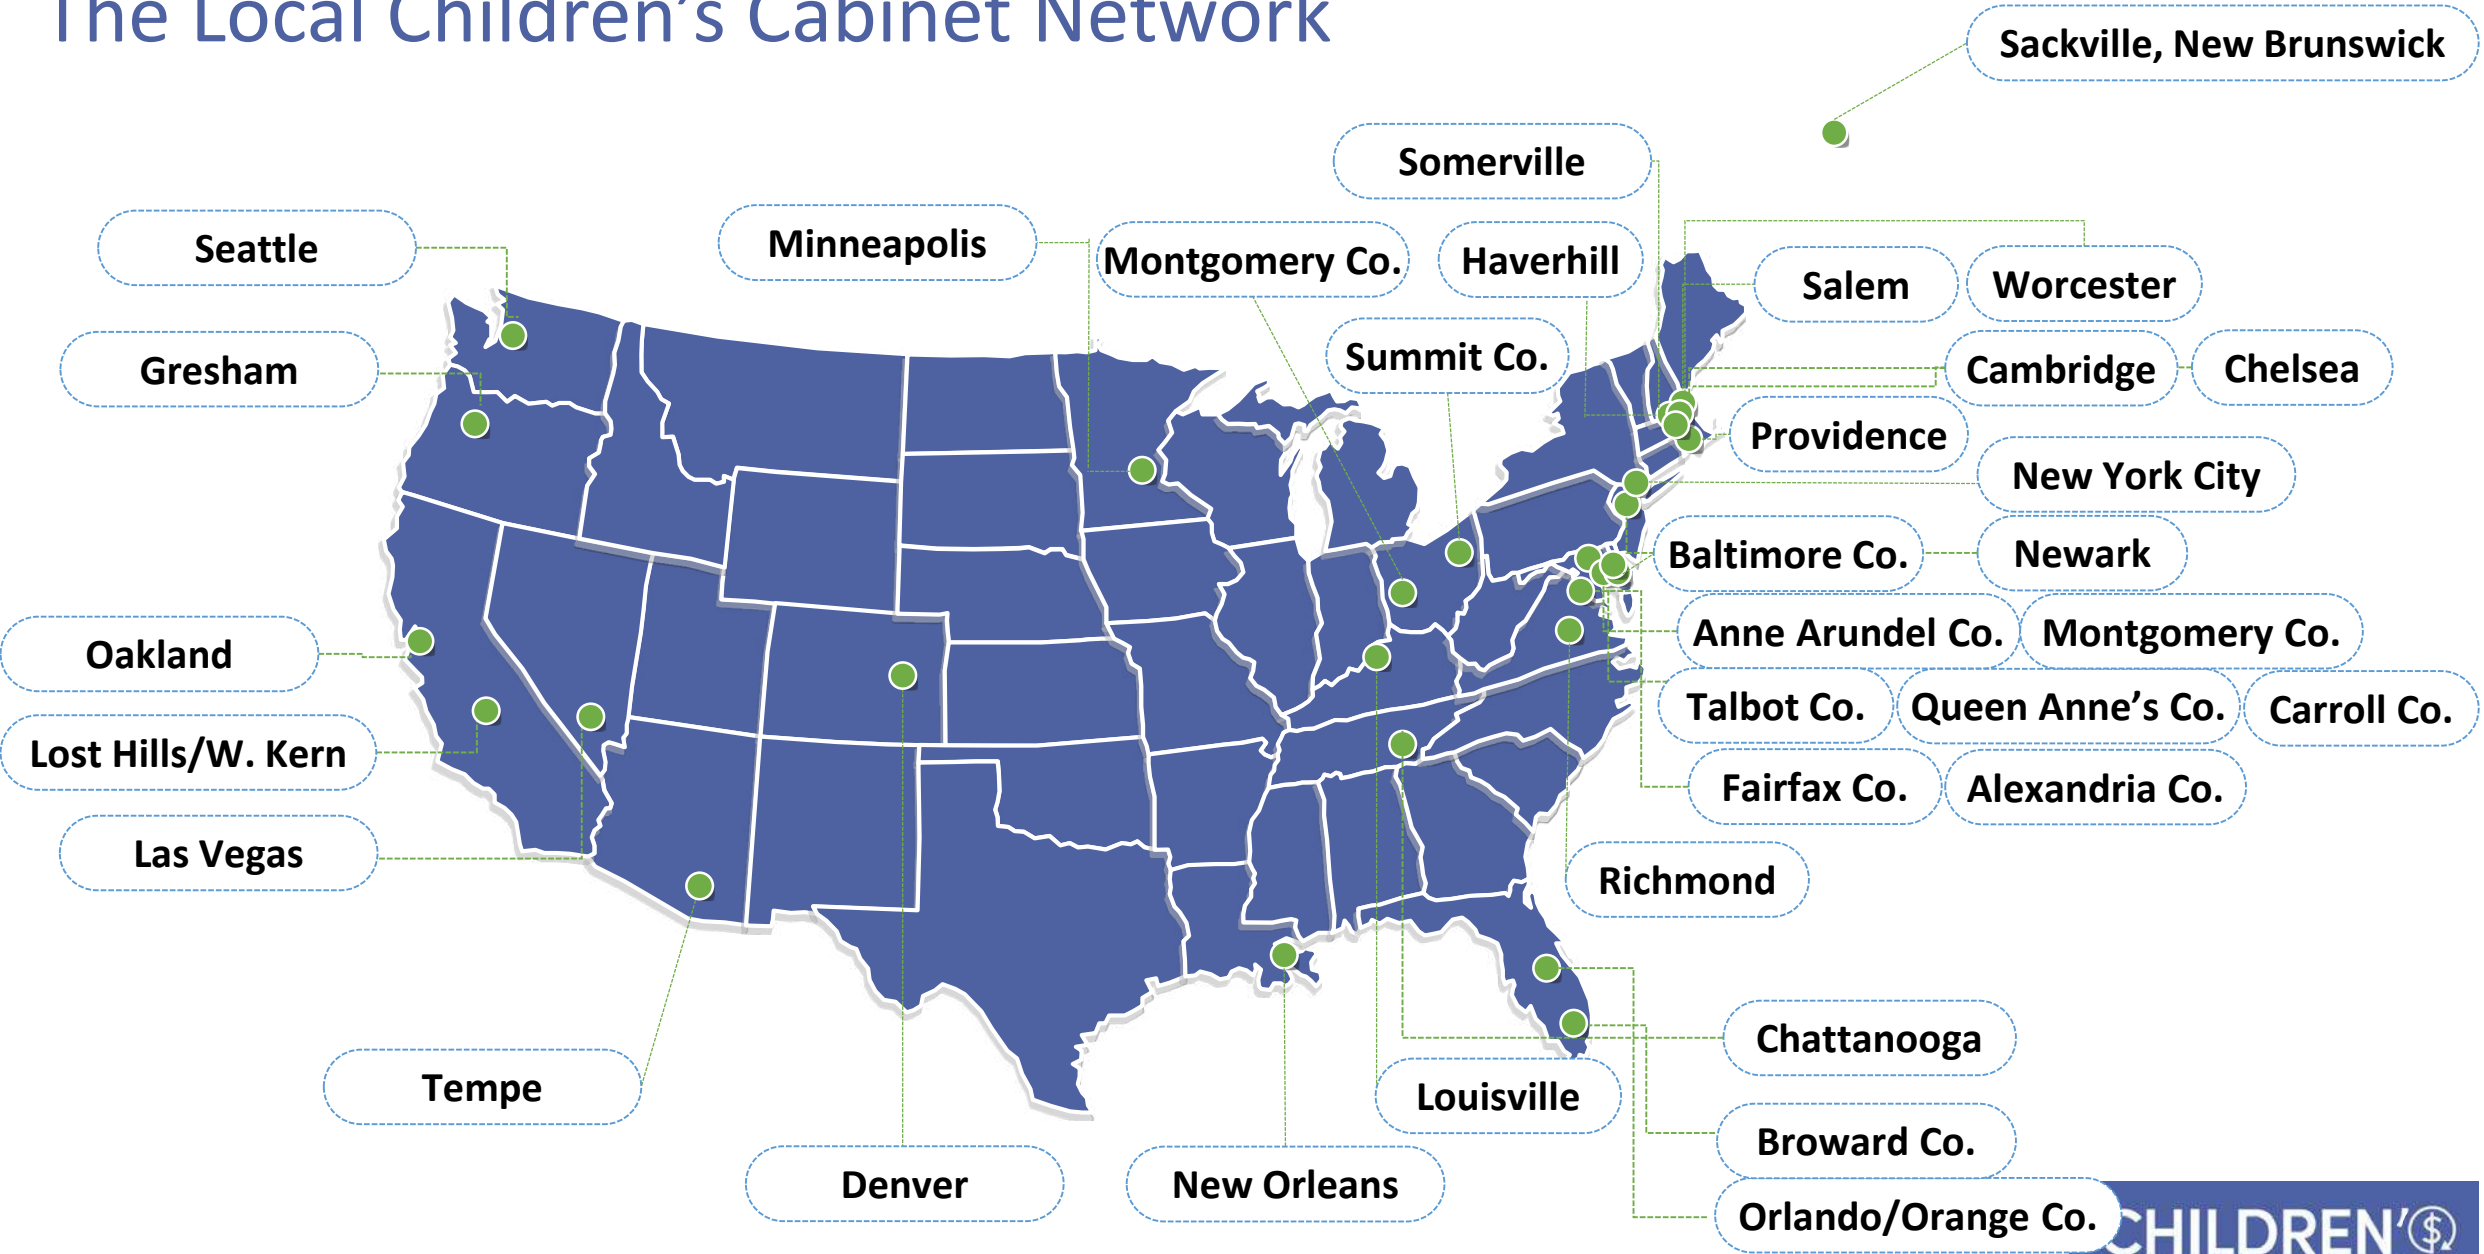 The Local Children's Cabinet Network
Sackville, New Brunswick
Somerville
Seattle
Minneapolis
Montgomery Co.
Haverhill
Salem
Worcester
Gresham
Summit Co.
Cambridge
Chelsea
Providence
New York City
Baltimore Co.
Newark
Oakland
Anne Arundel Co.
Montgomery Co.
Lost Hills/W. Kern
Talbot Co.
Queen Anne's Co.
Carroll Co.
Fairfax Co.
Alexandria Co.
Las Vegas
Richmond
Tempe
Chattanooga
Louisville
Broward Co.
Denver
New Orleans
Orlando/Orange Co.
CHILDREN'